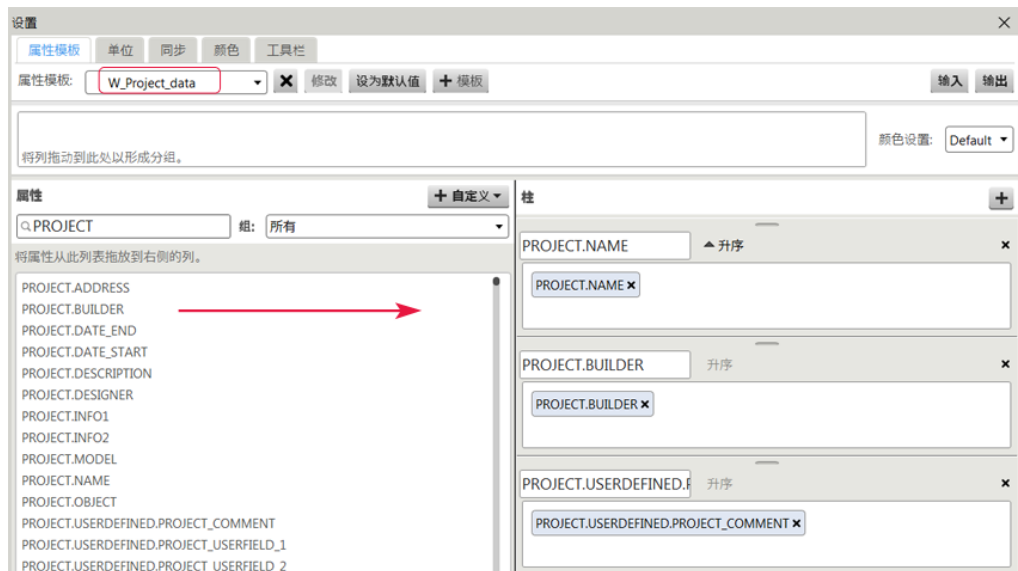 设置
属性模板 单位 同步 颜色 工具栏
属性模板: W_Project_data 修改 设为默认值 模板 输入 输出
将列拖动到此处以形成分组。
颜色设置: Default
属性 自定义
PROJECT 组: 所有
将属性从此列表拖放到右侧的列。
PROJECT.ADDRESS
PROJECT.BUILDER
PROJECT.DATE_END
PROJECT.DATE_START
PROJECT.DESCRIPTION
PROJECT.DESIGNER
PROJECT.INFO1
PROJECT.INFO2
PROJECT.MODEL
PROJECT.NAME
PROJECT.OBJECT
PROJECT.USERDEFINED.PROJECT_COMMENT
PROJECT.USERDEFINED.PROJECT_USERFIELD_1
PROJECT.USERDEFINED.PROJECT_USERFIELD_2
柱
PROJECT.NAME 升序
PROJECT.NAME
PROJECT.BUILDER 升序
PROJECT.BUILDER
PROJECT.USERDEFINED.P 升序
PROJECT.USERDEFINED.PROJECT_COMMENT